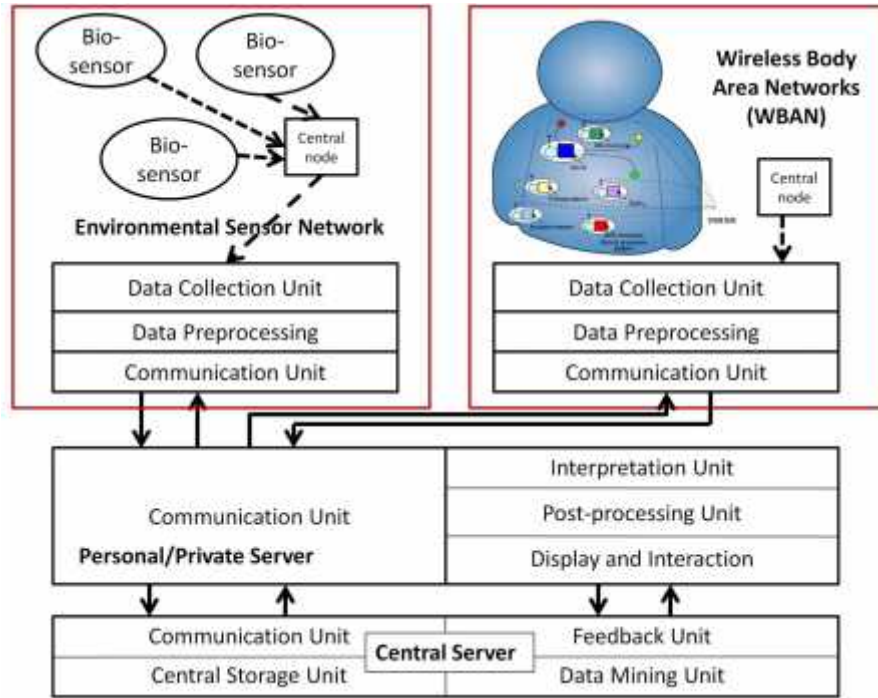 Bio-
sensor
Bio-
sensor
Bio-
sensor
Central
node
Environmental Sensor Network
Data Collection Unit
Data Preprocessing
Communication Unit
Wireless Body
Area Networks
(WBAN)
Central
node
Data Collection Unit
Data Preprocessing
Communication Unit
Communication Unit
Personal/Private Server
Interpretation Unit
Post-processing Unit
Display and Interaction
Communication Unit
Feedback Unit
Central Server
Central Storage Unit
Data Mining Unit